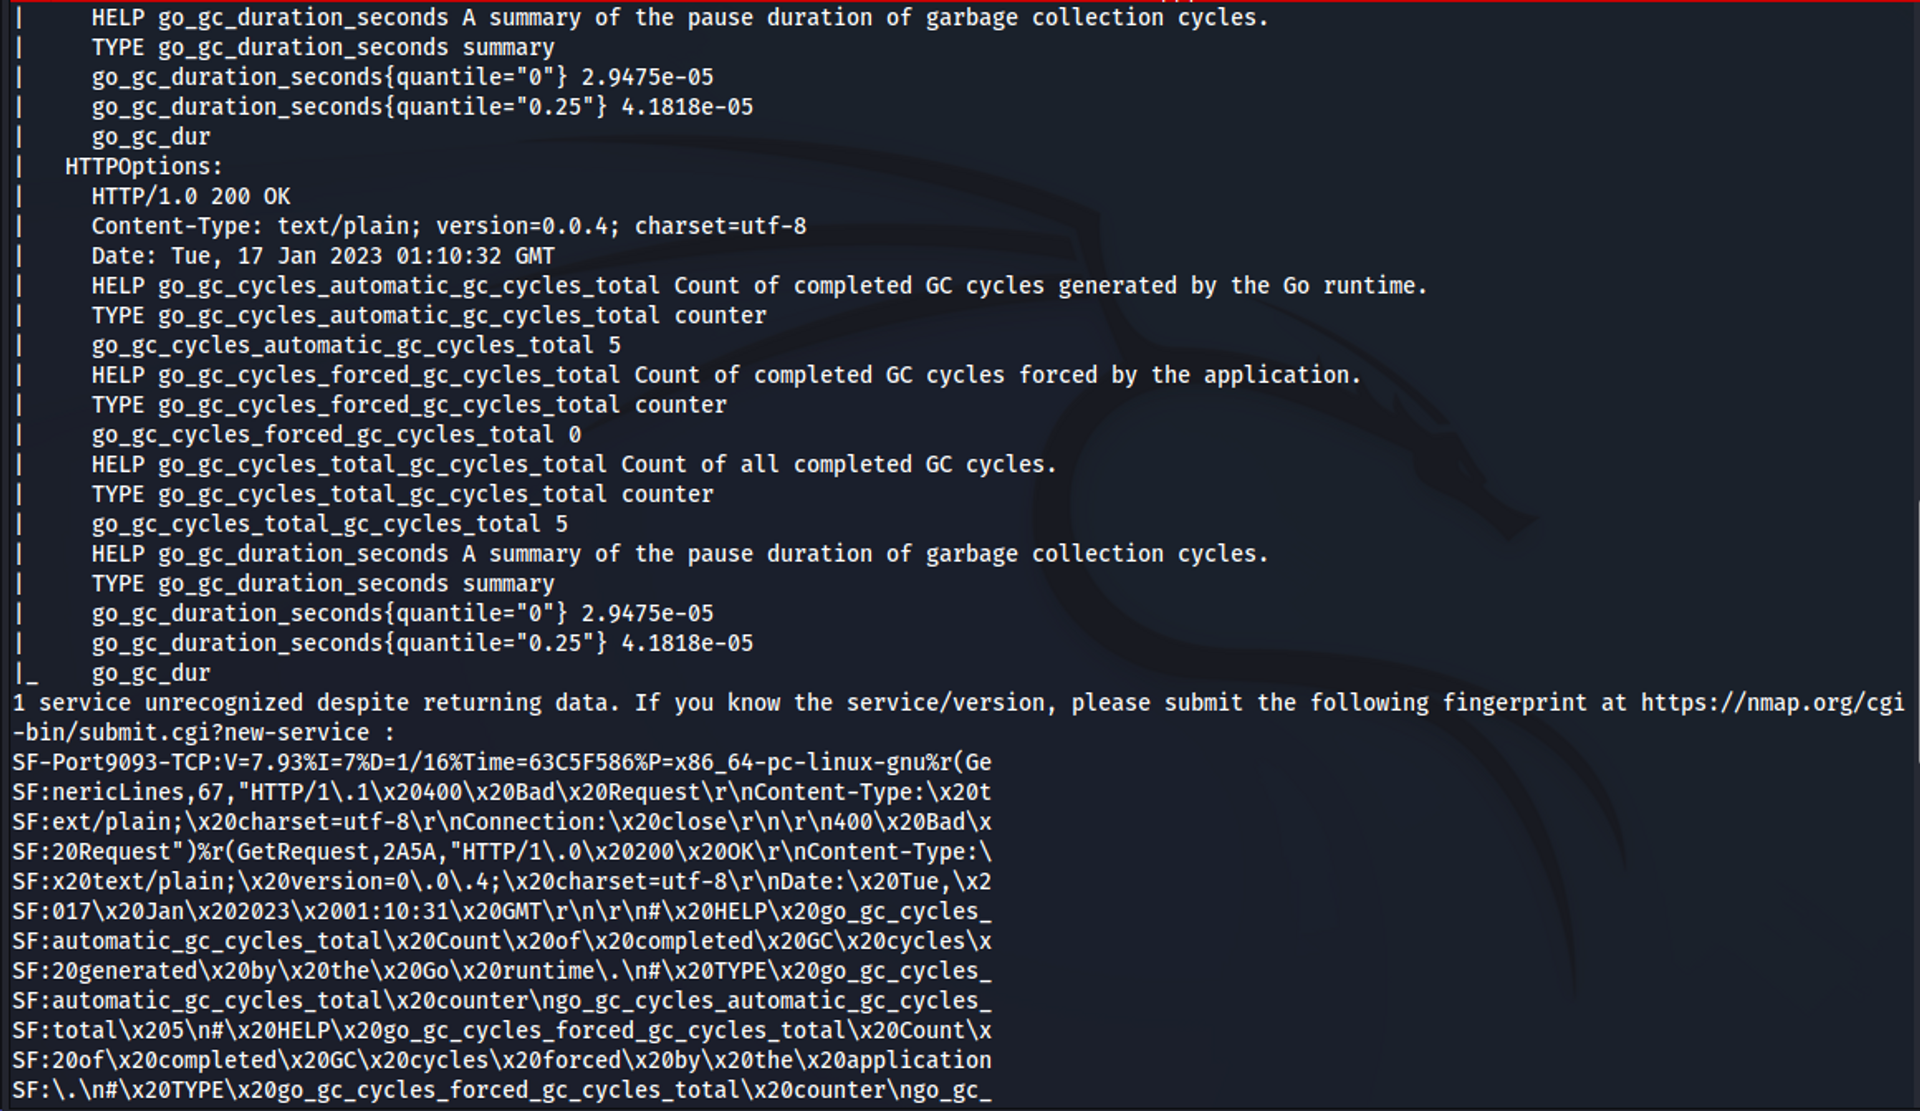 |     HELP go_gc_duration_seconds A summary of the pause duration of garbage collection cycles.
|     TYPE go_gc_duration_seconds summary
|     go_gc_duration_seconds{quantile="0"} 2.9475e-05
|     go_gc_duration_seconds{quantile="0.25"} 4.1818e-05
|     go_gc_dur
|   HTTPOptions:
|     HTTP/1.0 200 OK
|     Content-Type: text/plain; version=0.0.4; charset=utf-8
|     Date: Tue, 17 Jan 2023 01:10:32 GMT
|     HELP go_gc_cycles_automatic_gc_cycles_total Count of completed GC cycles generated by the Go runtime.
|     TYPE go_gc_cycles_automatic_gc_cycles_total counter
|     go_gc_cycles_automatic_gc_cycles_total 5
|     HELP go_gc_cycles_forced_gc_cycles_total Count of completed GC cycles forced by the application.
|     TYPE go_gc_cycles_forced_gc_cycles_total counter
|     go_gc_cycles_forced_gc_cycles_total 0
|     HELP go_gc_cycles_total_gc_cycles_total Count of all completed GC cycles.
|     TYPE go_gc_cycles_total_gc_cycles_total counter
|     go_gc_cycles_total_gc_cycles_total 5
|     HELP go_gc_duration_seconds A summary of the pause duration of garbage collection cycles.
|     TYPE go_gc_duration_seconds summary
|     go_gc_duration_seconds{quantile="0"} 2.9475e-05
|     go_gc_duration_seconds{quantile="0.25"} 4.1818e-05
|_    go_gc_dur
1 service unrecognized despite returning data. If you know the service/version, please submit the following fingerprint at https://nmap.org/cgi
-bin/submit.cgi?new-service :
SF-Port9093-TCP:V=7.93%I=7%D=1/16%Time=63C5F586%P=x86_64-pc-linux-gnu%r(Ge
SF:nericLines,67,"HTTP/1\.1\x20400\x20Bad\x20Request\r\nContent-Type:\x20t
SF:ext/plain;\x20charset=utf-8\r\nConnection:\x20close\r\n\r\n400\x20Bad\x
SF:20Request")%r(GetRequest,2A5A,"HTTP/1\.0\x20200\x20OK\r\nContent-Type:\
SF:x20text/plain;\x20version=0\.0\.4;\x20charset=utf-8\r\nDate:\x20Tue,\x2
SF:017\x20Jan\x202023\x2001:10:31\x20GMT\r\n\r\n#\x20HELP\x20go_gc_cycles_
SF:automatic_gc_cycles_total\x20Count\x20of\x20completed\x20GC\x20cycles\x
SF:20generated\x20by\x20the\x20Go\x20runtime\.\n#\x20TYPE\x20go_gc_cycles_
SF:automatic_gc_cycles_total\x20counter\ngo_gc_cycles_automatic_gc_cycles_
SF:total\x205\n#\x20HELP\x20go_gc_cycles_forced_gc_cycles_total\x20Count\x
SF:20of\x20completed\x20GC\x20cycles\x20forced\x20by\x20the\x20application
SF:\.\n#\x20TYPE\x20go_gc_cycles_forced_gc_cycles_total\x20counter\ngo_gc_